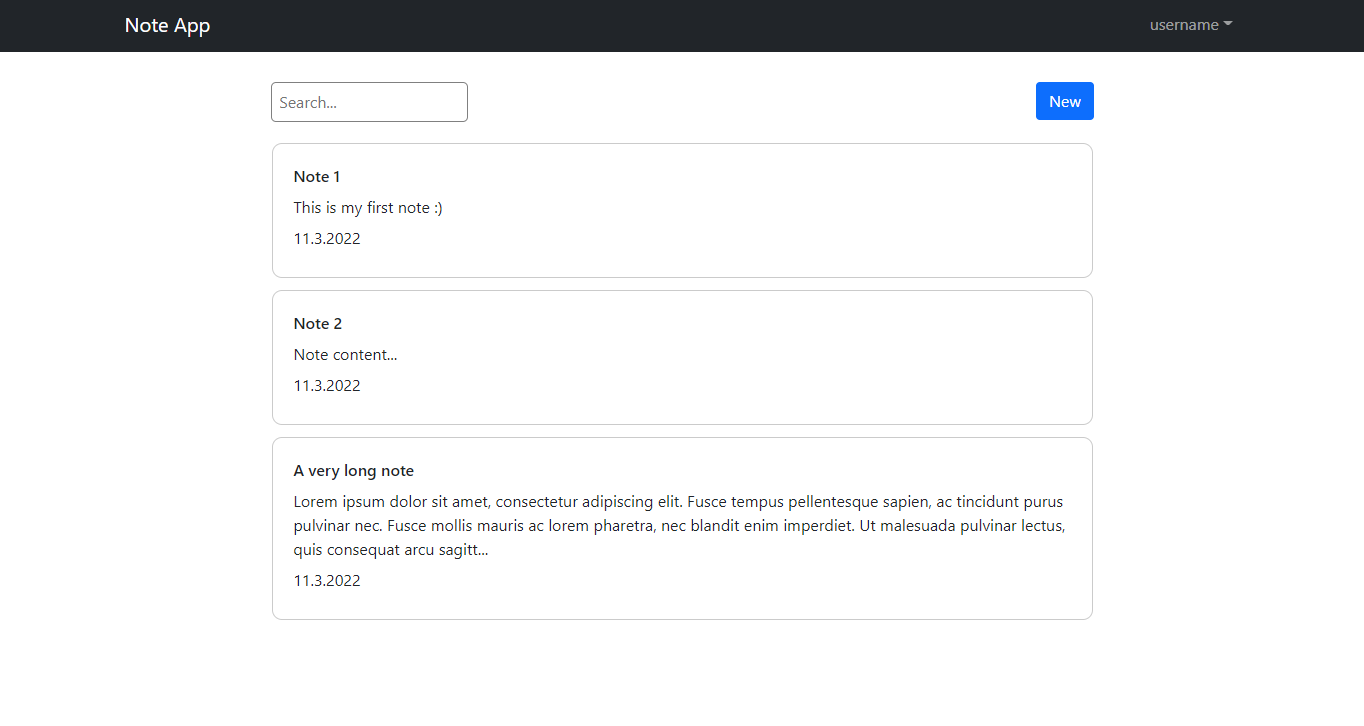 Note App
username
Search...
New
Note 1
This is my first note :)
11.3.2022
Note 2
Note content...
11.3.2022
A very long note
Lorem ipsum dolor sit amet, consectetur adipiscing elit. Fusce tempus pellentesque sapien, ac tincidunt purus
pulvinar nec. Fusce mollis mauris ac lorem pharetra, nec blandit enim imperdiet. Ut malesuada pulvinar lectus,
quis consequat arcu sagitt...
11.3.2022